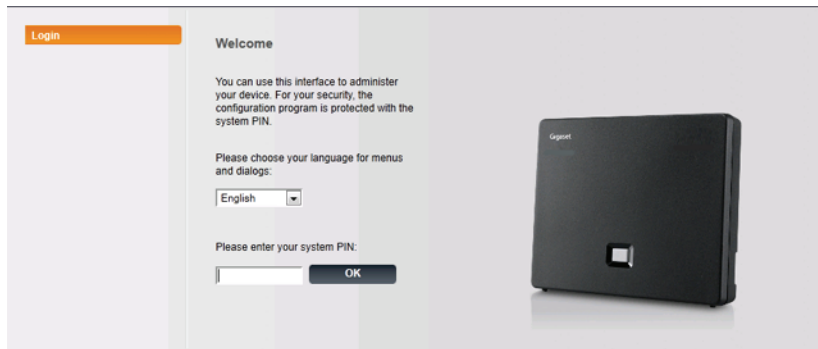 Login
Welcome
You can use this interface to administer
your device. For your security, the
configuration program is protected with the
system PIN.
Please choose your language for menus
and dialogs:
English
Please enter your system PIN:
OK
Gigaset